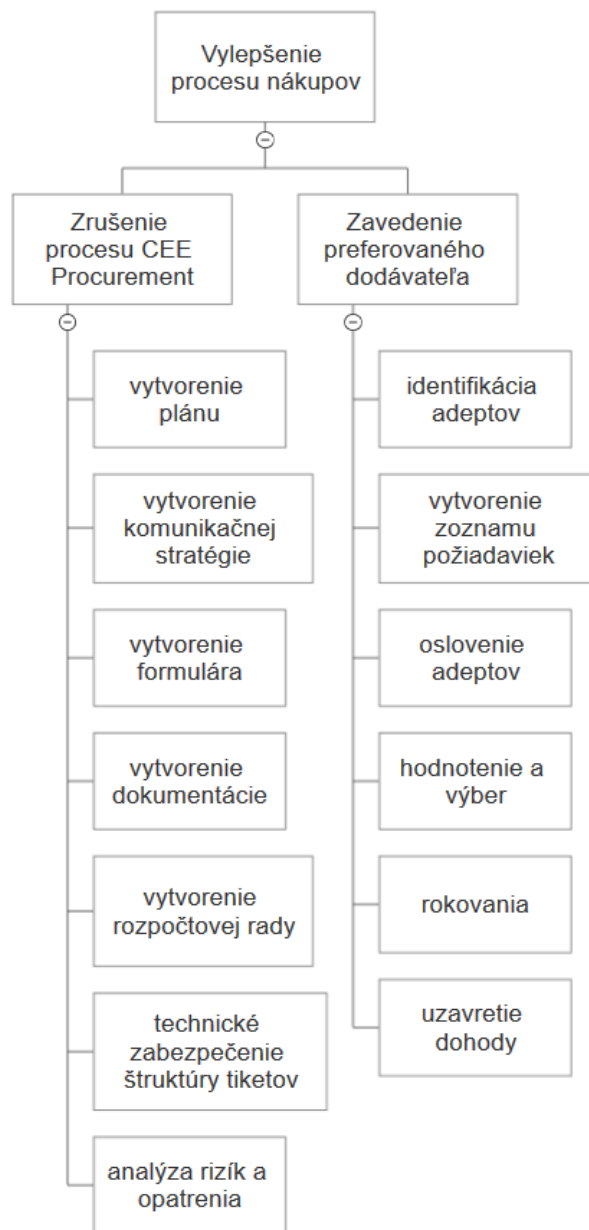 Vylepšenie
procesu nákupov
Zrušenie
procesu CEE
Procurement
Zavedenie
preferovaného
dodávateľa
vytvorenie
plánu
vytvorenie
komunikačnej
stratégie
vytvorenie
formulára
vytvorenie
dokumentácie
vytvorenie
rozpočtovej rady
technické
zabezpečenie
štruktúry tiketov
analýza rizík a
opatrenia
identifikácia
adeptov
vytvorenie
zoznamu
požiadaviek
oslovenie
adeptov
hodnotenie a
výber
rokovania
uzavretie
dohody